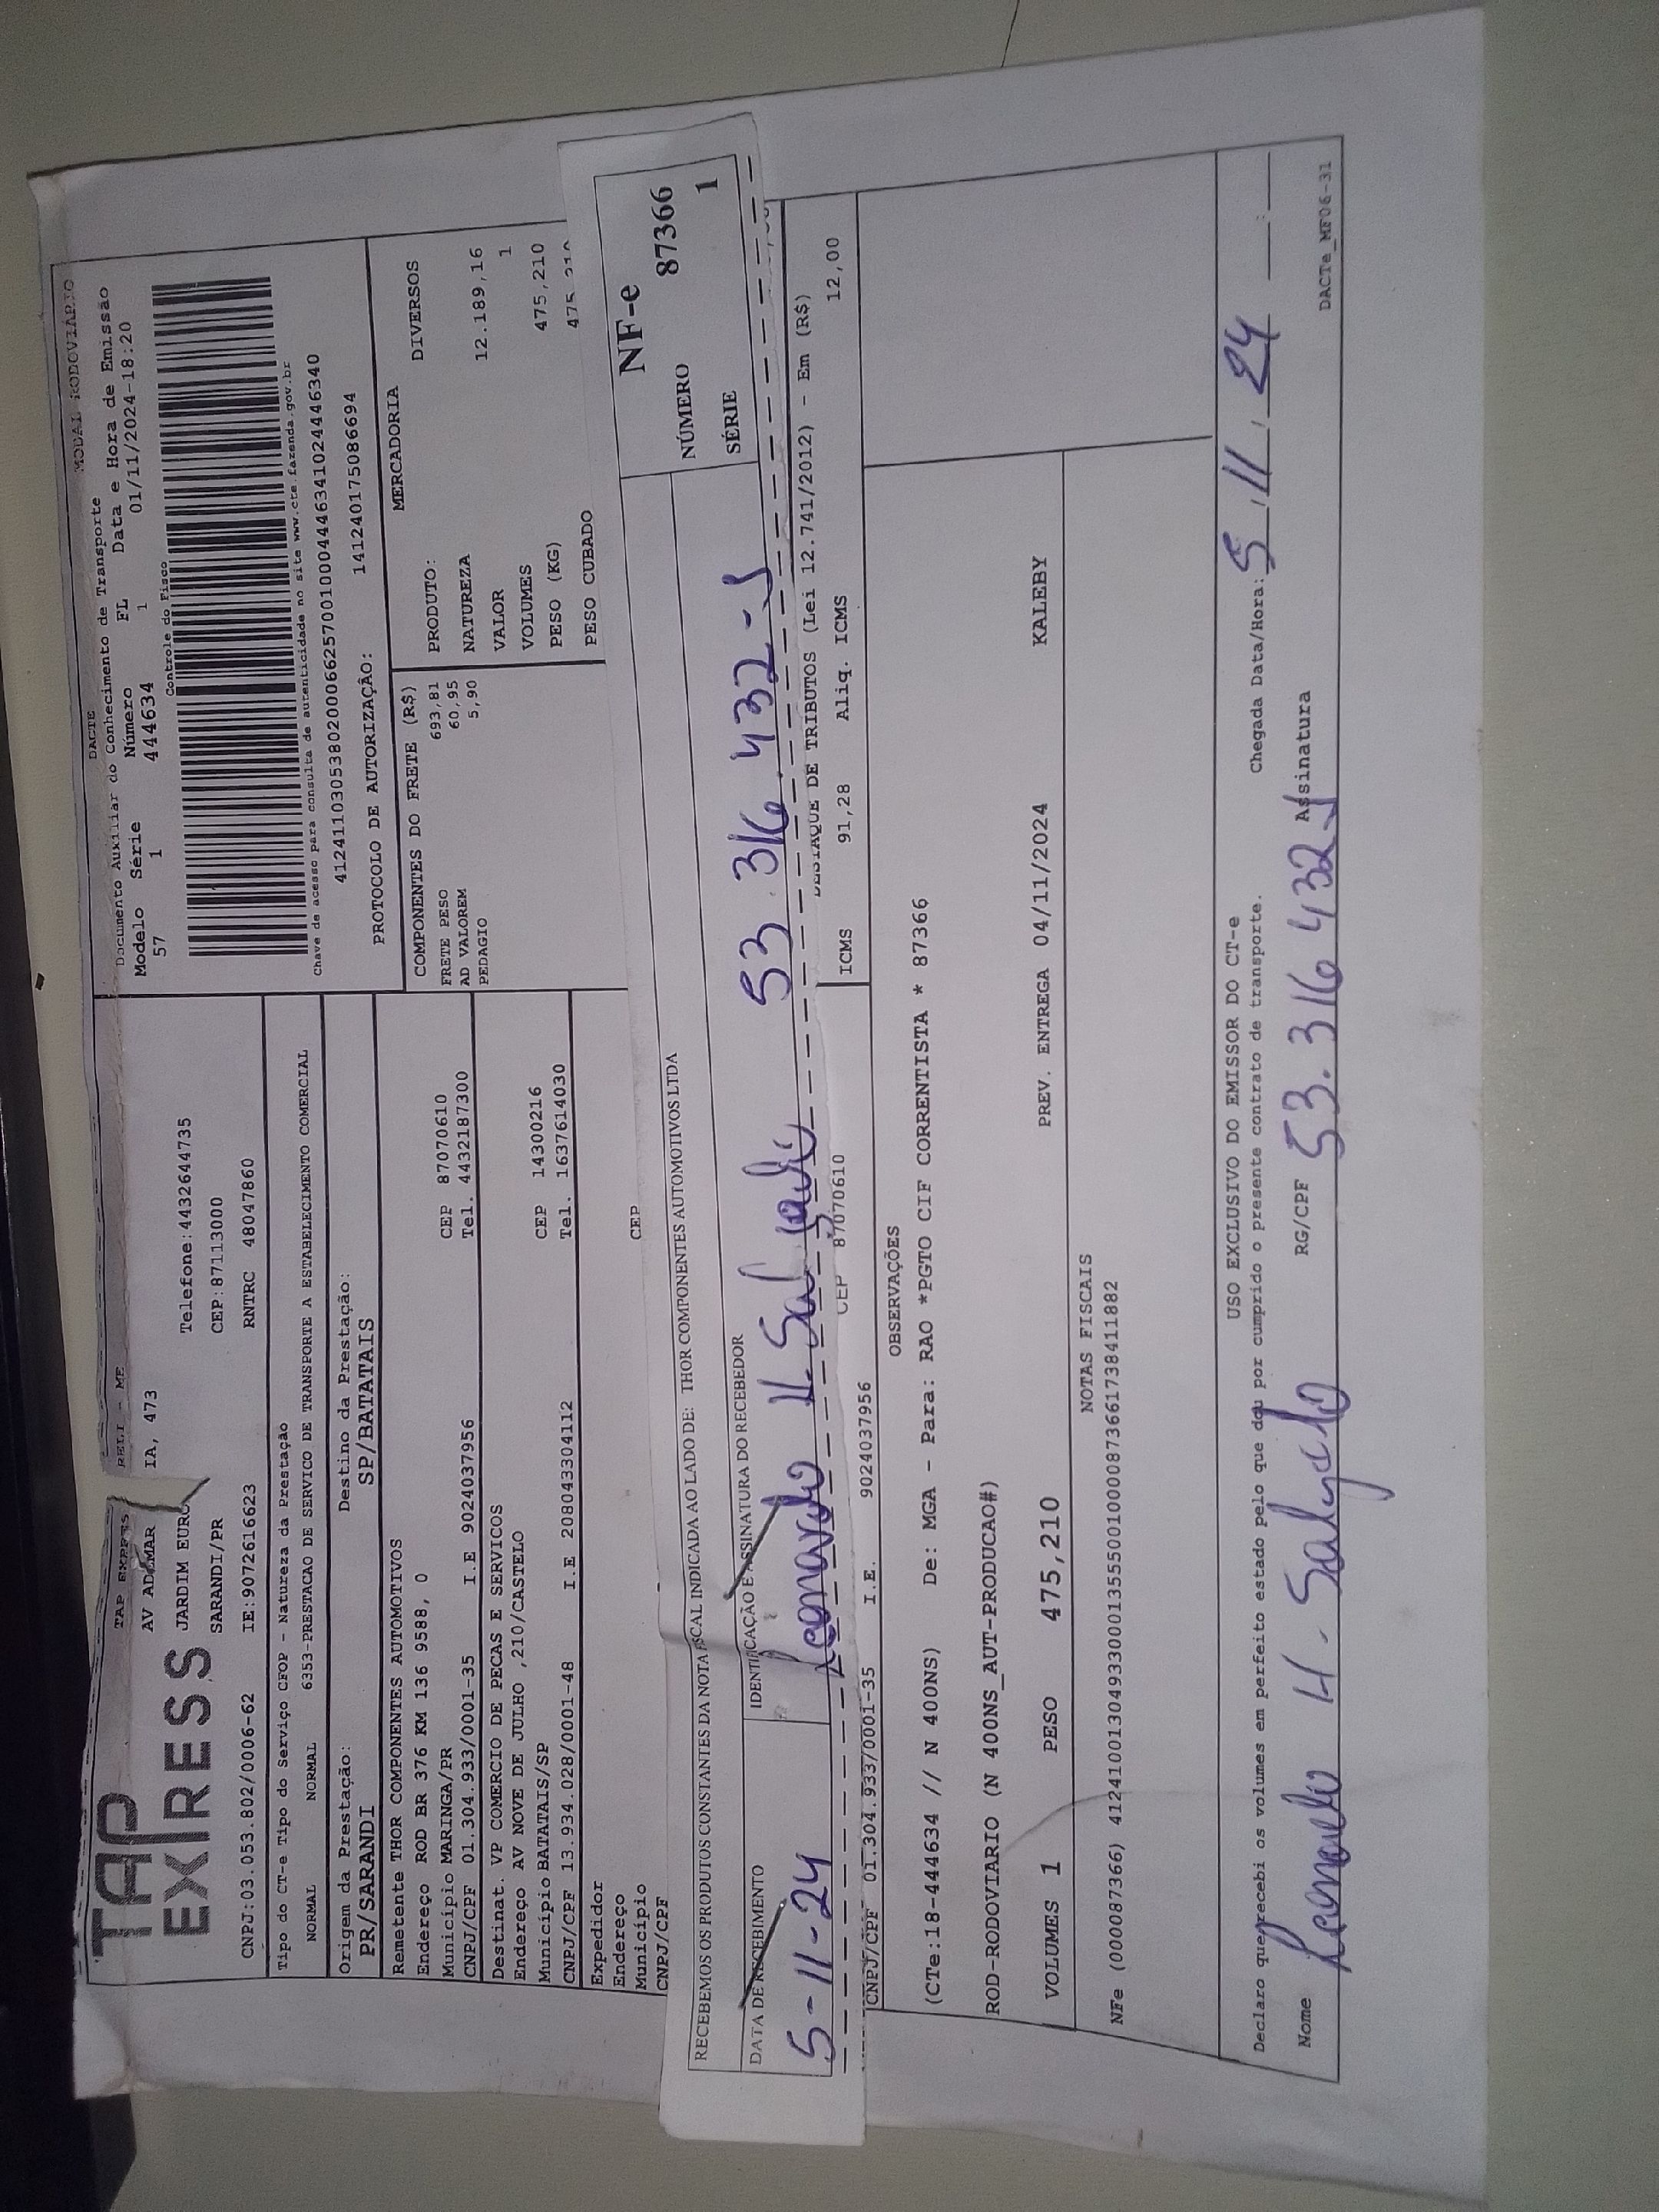 TAP
EXPRESS
TAP EXPRES RELI - ME
AV ADEMAR IA, 473
JARDIM EURO Telefone:4432644735
SARANDI/PR CEP:87113000
CNPJ:03.053.802/0006-62 IE:9072616623 RNTRC 48047860
Tipo do CT-e Tipo do Serviço CFOP - Natureza da Prestação
NORMAL NORMAL 6353-PRESTACAO DE SERVICO DE TRANSPORTE A ESTABELECIMENTO COMERCIAL
Origem da Prestação: Destino da Prestação:
PR/SARANDI SP/BATATAIS
Remetente THOR COMPONENTES AUTOMOTIVOS
Endereço ROD BR 376 KM 136 9588, 0
Município MARINGA/PR CEP 87070610
CNPJ/CPF 01.304.933/0001-35 I.E 9024037956 Tel. 4432187300
Destinat. VP COMERCIO DE PECAS E SERVICOS
Endereço AV NOVE DE JULHO ,210/CASTELO
Município BATATAIS/SP CEP 14300216
CNPJ/CPF 13.934.028/0001-48 I.E 208043304112 Tel. 1637614030
Expedidor
Endereço
Município CEP
CNPJ/CPF
DACTE MODAL RODOVIARIO
Documento Auxiliar do Conhecimento de Transporte
Modelo Série Número FL Data e Hora de Emissão
57 1 444634 1 01/11/2024-18:20
Controle do Fisco
Chave de acesso para consulta de autenticidade no site www.cte.fazenda.gov.br
41241103053802000662570010004446341024446340
PROTOCOLO DE AUTORIZAÇÃO: 141240175086694
COMPONENTES DO FRETE (R$)
FRETE PESO 693,81
AD VALOREM 60,95
PEDAGIO 5,90
MERCADORIA
PRODUTO: DIVERSOS
NATUREZA
VALOR 12.189,16
VOLUMES 1
PESO (KG) 475,210
PESO CUBADO 475,210
RECEBEMOS OS PRODUTOS CONSTANTES DA NOTA FISCAL INDICADA AO LADO DE: THOR COMPONENTES AUTOMOTIVOS LTDA
DATA DE RECEBIMENTO IDENTIFICAÇÃO E ASSINATURA DO RECEBEDOR
5-11-24 Leonardo H. Salgado 53.316.432-5
NF-e
NÚMERO 87366
SÉRIE 1
CEP 87070610
CNPJ/CPF 01.304.933/0001-35 I.E. 9024037956
DESTAQUE DE TRIBUTOS (Lei 12.741/2012) - Em (R$)
ICMS 91,28 Aliq. ICMS 12,00
OBSERVAÇÕES
(CTe:18-444634 // N 400NS) De: MGA - Para: RAO *PGTO CIF CORRENTISTA * 87366
ROD-RODOVIARIO (N 400NS_AUT-PRODUCAO#)
VOLUMES 1 PESO 475,210 PREV. ENTREGA 04/11/2024 KALEBY
NOTAS FISCAIS
NFe (000087366) 41241001304933000135550010000873661738411882
USO EXCLUSIVO DO EMISSOR DO CT-e
Declaro que recebi os volumes em perfeito estado pelo que dou por cumprido o presente contrato de transporte. Chegada Data/Hora: 5/11/24 :
Nome Leonardo H. Salgado RG/CPF 53.316 432 5 Assinatura
DACTe_MF06-31